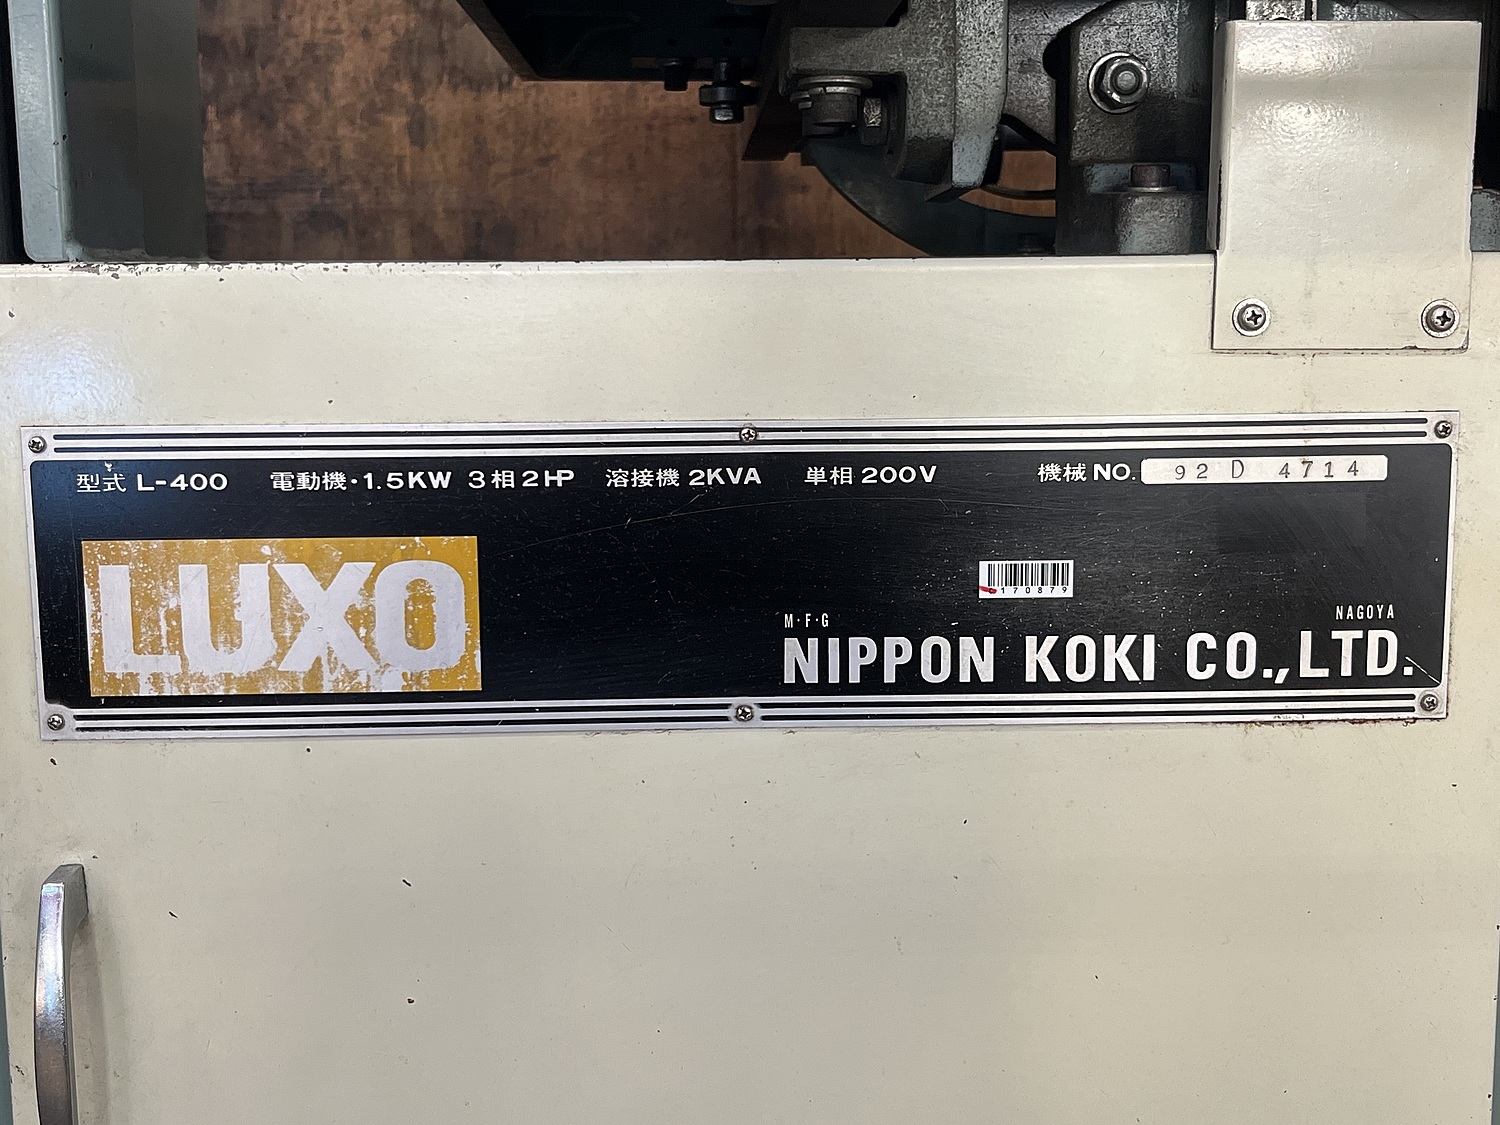 型式 L-400 電動機·1.5KW 3相2HP 溶接機 2KVA 単相 200V 機械 NO. 92 D 4714
LUXO
170879
M·F·G NAGOYA
NIPPON KOKI CO.,LTD.